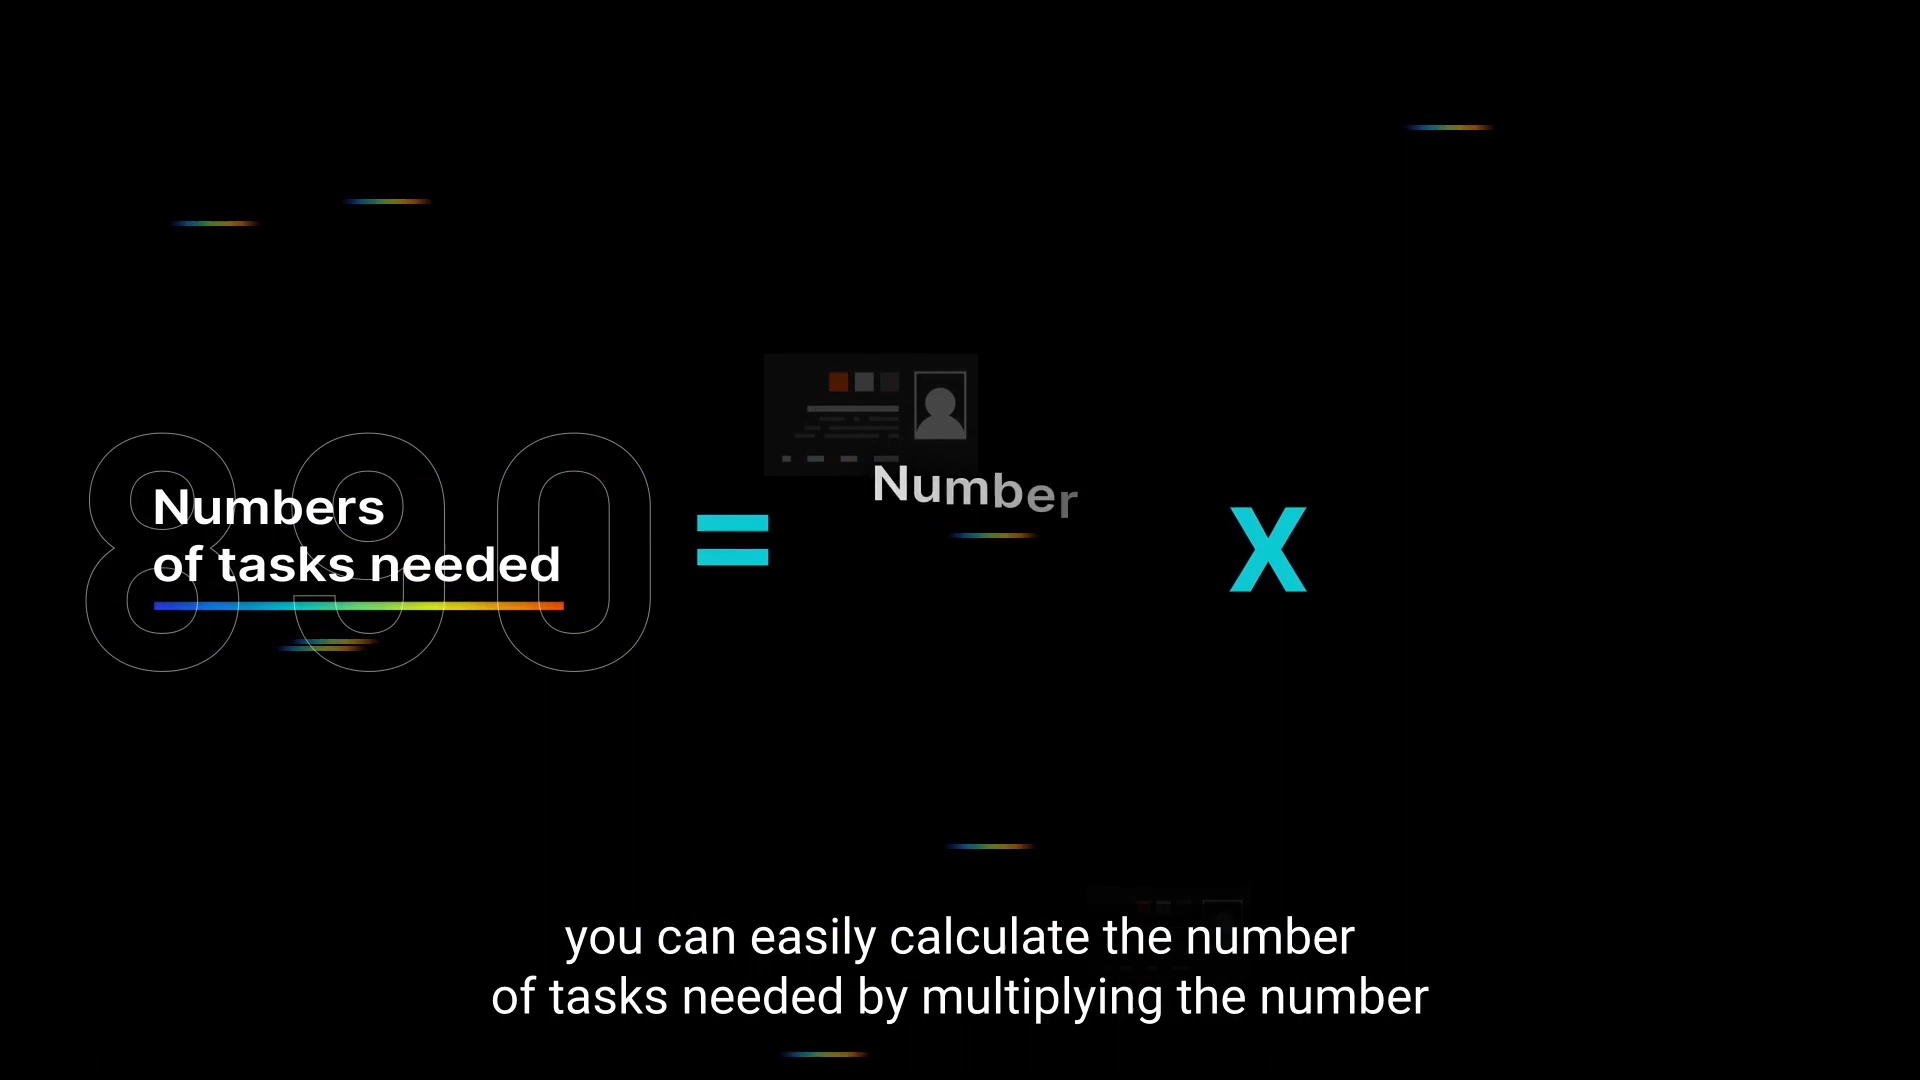 890
Numbers
of tasks needed
=
Number
X
you can easily calculate the number
of tasks needed by multiplying the number